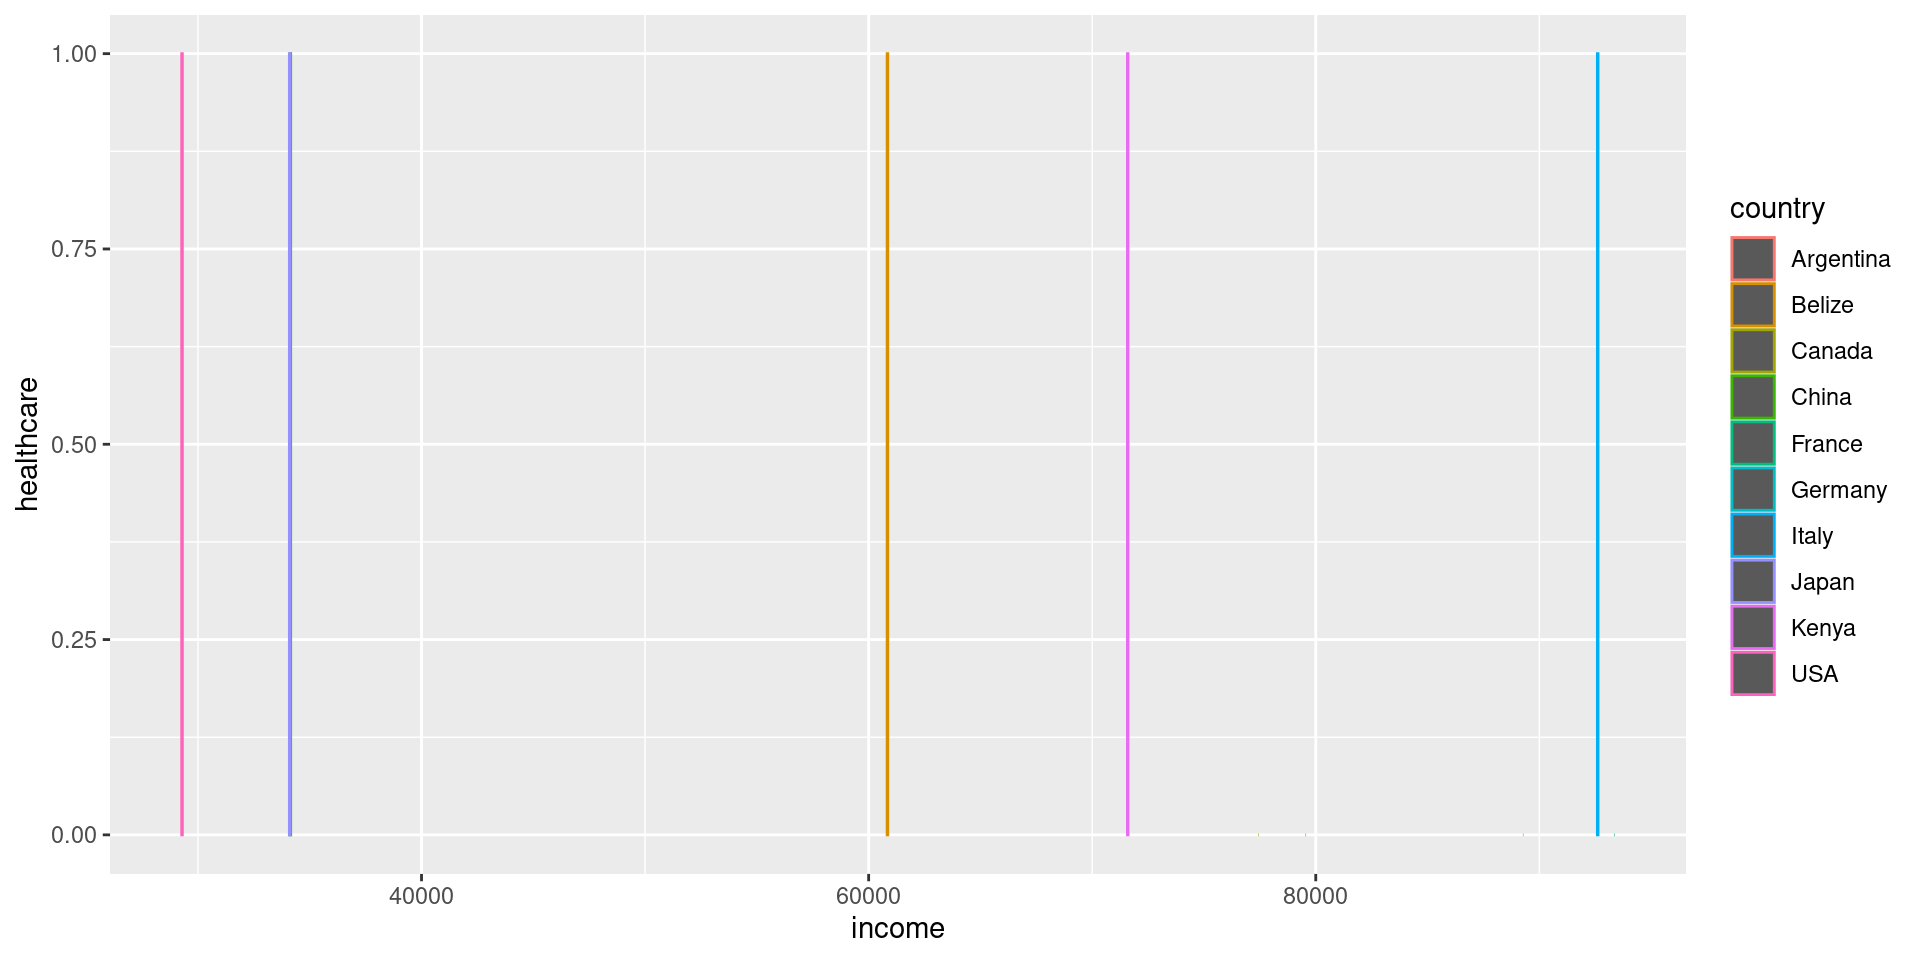 1.00
0.75
0.50
0.25
0.00
healthcare
40000
60000
80000
income
country
Argentina
Belize
Canada
China
France
Germany
Italy
Japan
Kenya
USA